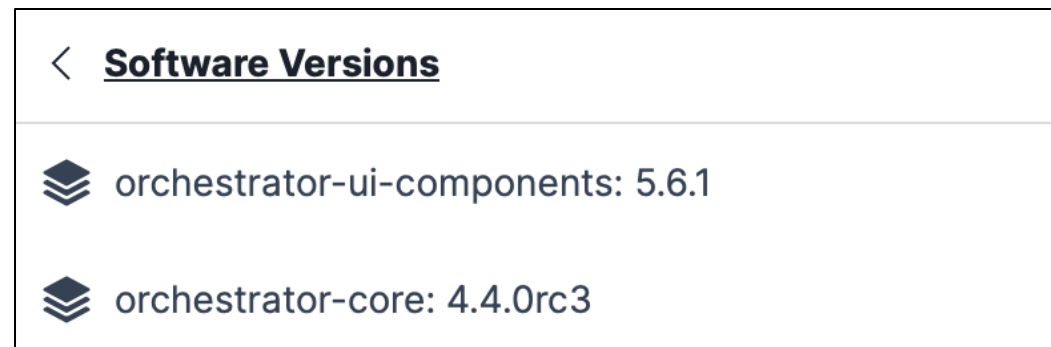 Software Versions
orchestrator-ui-components: 5.6.1
orchestrator-core: 4.4.0rc3